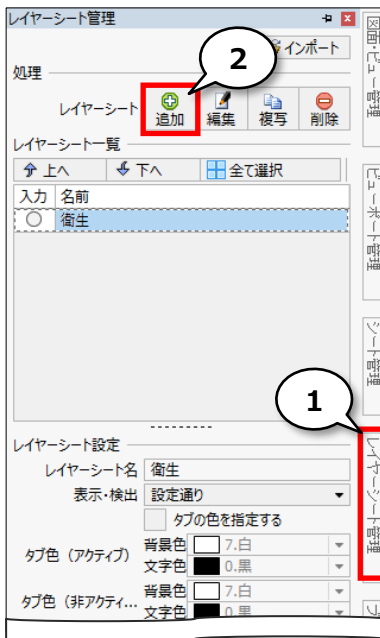 レイヤーシート管理
2
インポート
処理
レイヤーシート
追加
編集
複写
削除
レイヤーシート一覧
上へ
下へ
全て選択
入力 名前
衛生
1
レイヤーシート設定
レイヤーシート名 衛生
表示・検出 設定通り
タブの色を指定する
タブ色（アクティブ）
背景色 7.白
文字色 0.黒
タブ色（非アクティ...
背景色 7.白
文字色 0.黒
図面・ビュー管理
ビューポート管理
シート管理
レイヤーシート管理